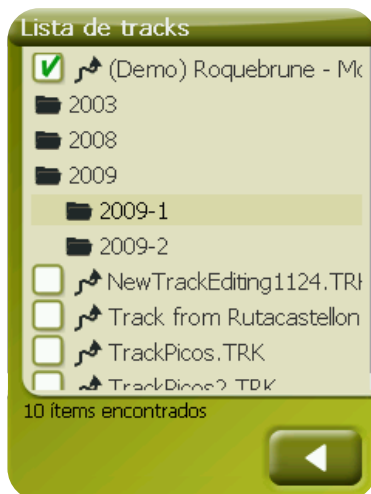 Lista de tracks
(Demo) Roquebrune - Mo
2003
2008
2009
2009-1
2009-2
NewTrackEditing1124.TRK
Track from Rutacastellon
TrackPicos.TRK
TrackPicos2.TRK
10 ítems encontrados